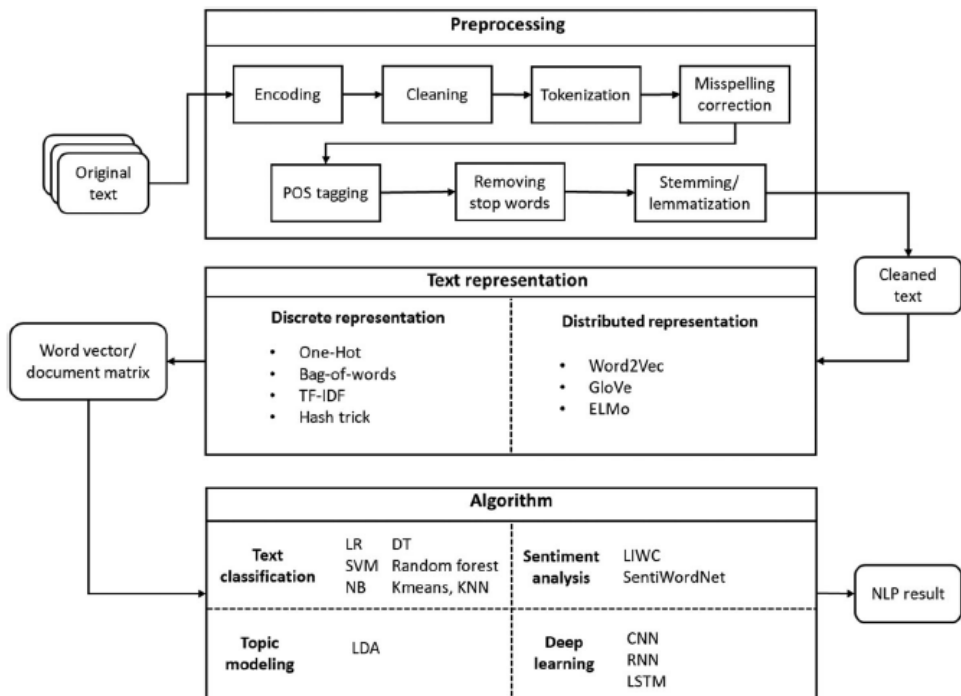 Preprocessing
Encoding
Cleaning
Tokenization
Misspelling
correction
Original
text
POS tagging
Removing
stop words
Stemming/
lemmatization
Cleaned
text
Text representation
Discrete representation
• One-Hot
• Bag-of-words
• TF-IDF
• Hash trick
Distributed representation
• Word2Vec
• GloVe
• ELMo
Word vector/
document matrix
Algorithm
Text
classification
LR DT
SVM Random forest
NB Kmeans, KNN
Sentiment
analysis
LIWC
SentiWordNet
Topic
modeling
LDA
Deep
learning
CNN
RNN
LSTM
NLP result